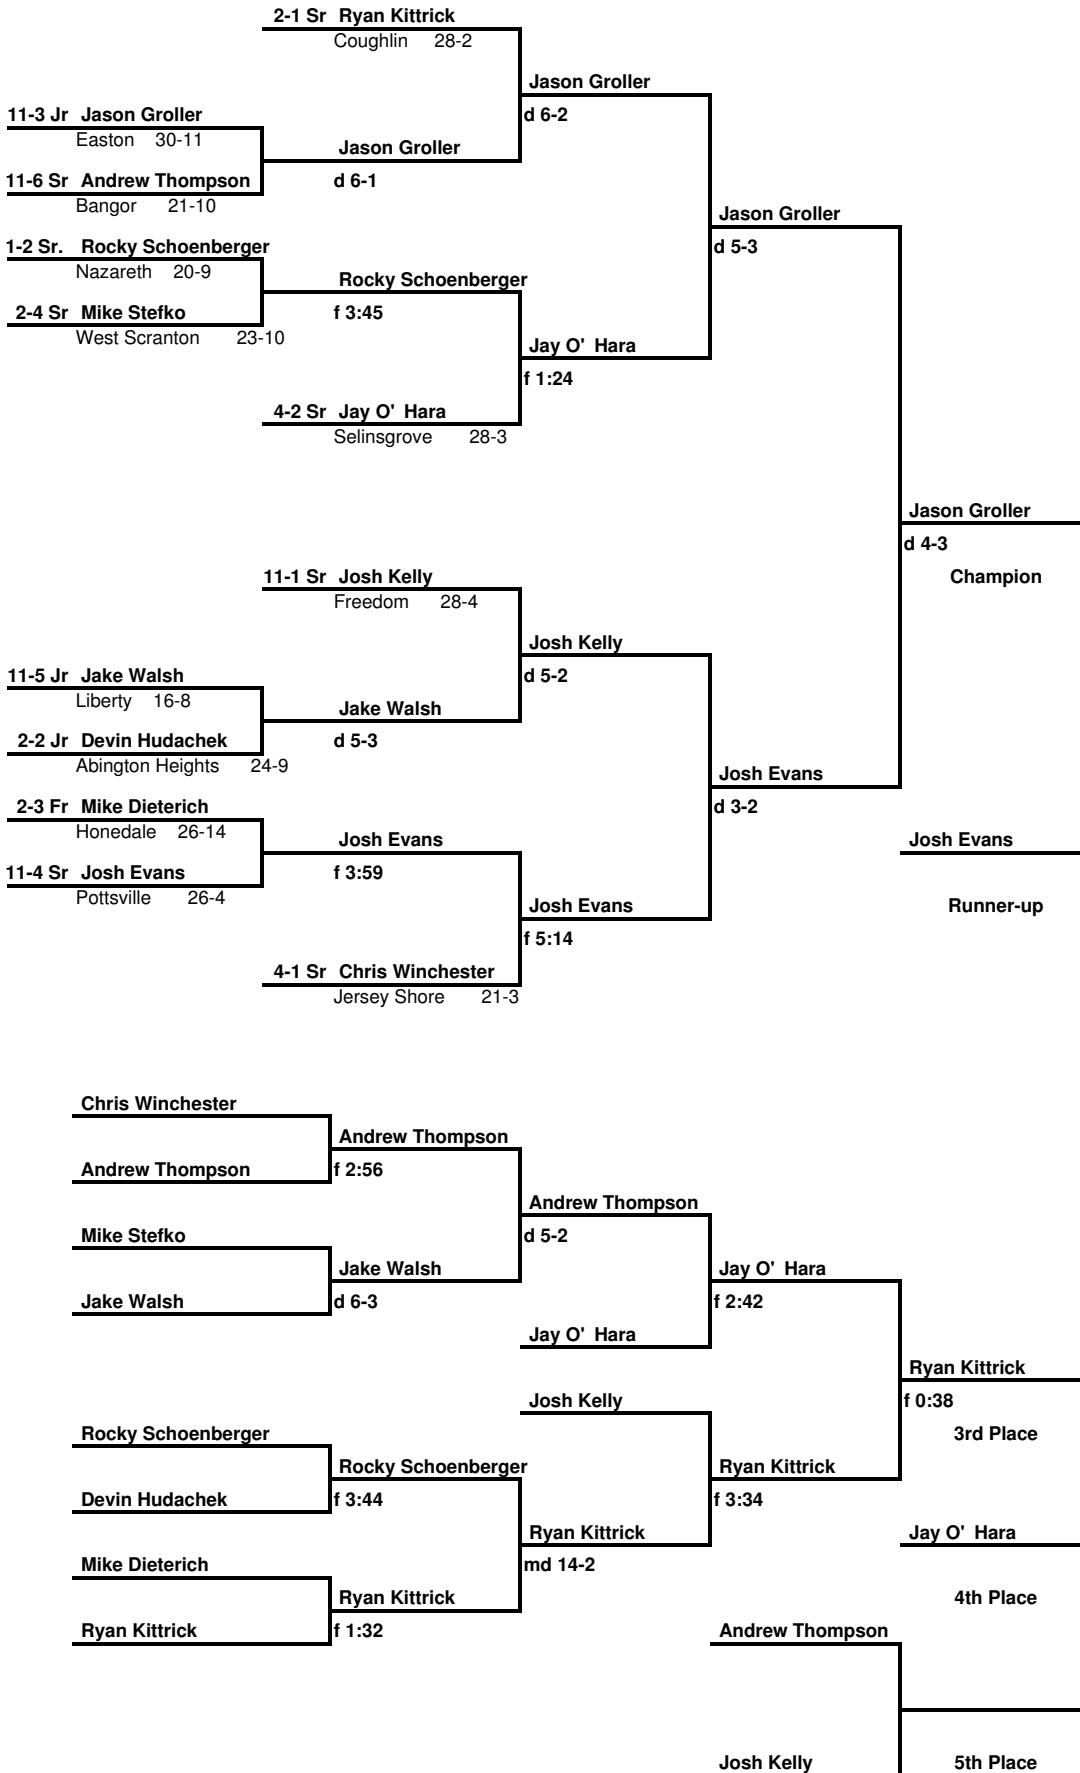 2-1 Sr Ryan Kittrick
Coughlin 28-2
Jason Groller
11-3 Jr Jason Groller
d 6-2
Easton 30-11
Jason Groller
11-6 Sr Andrew Thompson
d 6-1
Bangor 21-10
Jason Groller
1-2 Sr. Rocky Schoenberger
d 5-3
Nazareth 20-9
Rocky Schoenberger
2-4 Sr Mike Stefko
f 3:45
West Scranton 23-10
Jay O' Hara
f 1:24
4-2 Sr Jay O' Hara
Selinsgrove 28-3
Jason Groller
d 4-3
Champion
11-1 Sr Josh Kelly
Freedom 28-4
Josh Kelly
11-5 Jr Jake Walsh
d 5-2
Liberty 16-8
Jake Walsh
2-2 Jr Devin Hudachek
d 5-3
Abington Heights 24-9
Josh Evans
2-3 Fr Mike Dieterich
d 3-2
Honedale 26-14
Josh Evans
Josh Evans
11-4 Sr Josh Evans
f 3:59
Pottsville 26-4
Josh Evans
Runner-up
f 5:14
4-1 Sr Chris Winchester
Jersey Shore 21-3
Chris Winchester
Andrew Thompson
Andrew Thompson
f 2:56
Andrew Thompson
Mike Stefko
d 5-2
Jake Walsh
Jay O' Hara
Jake Walsh
d 6-3
f 2:42
Jay O' Hara
Ryan Kittrick
Josh Kelly
f 0:38
Rocky Schoenberger
3rd Place
Rocky Schoenberger
Ryan Kittrick
Devin Hudachek
f 3:44
f 3:34
Ryan Kittrick
Jay O' Hara
Mike Dieterich
md 14-2
Ryan Kittrick
4th Place
Ryan Kittrick
f 1:32
Andrew Thompson
Josh Kelly
5th Place